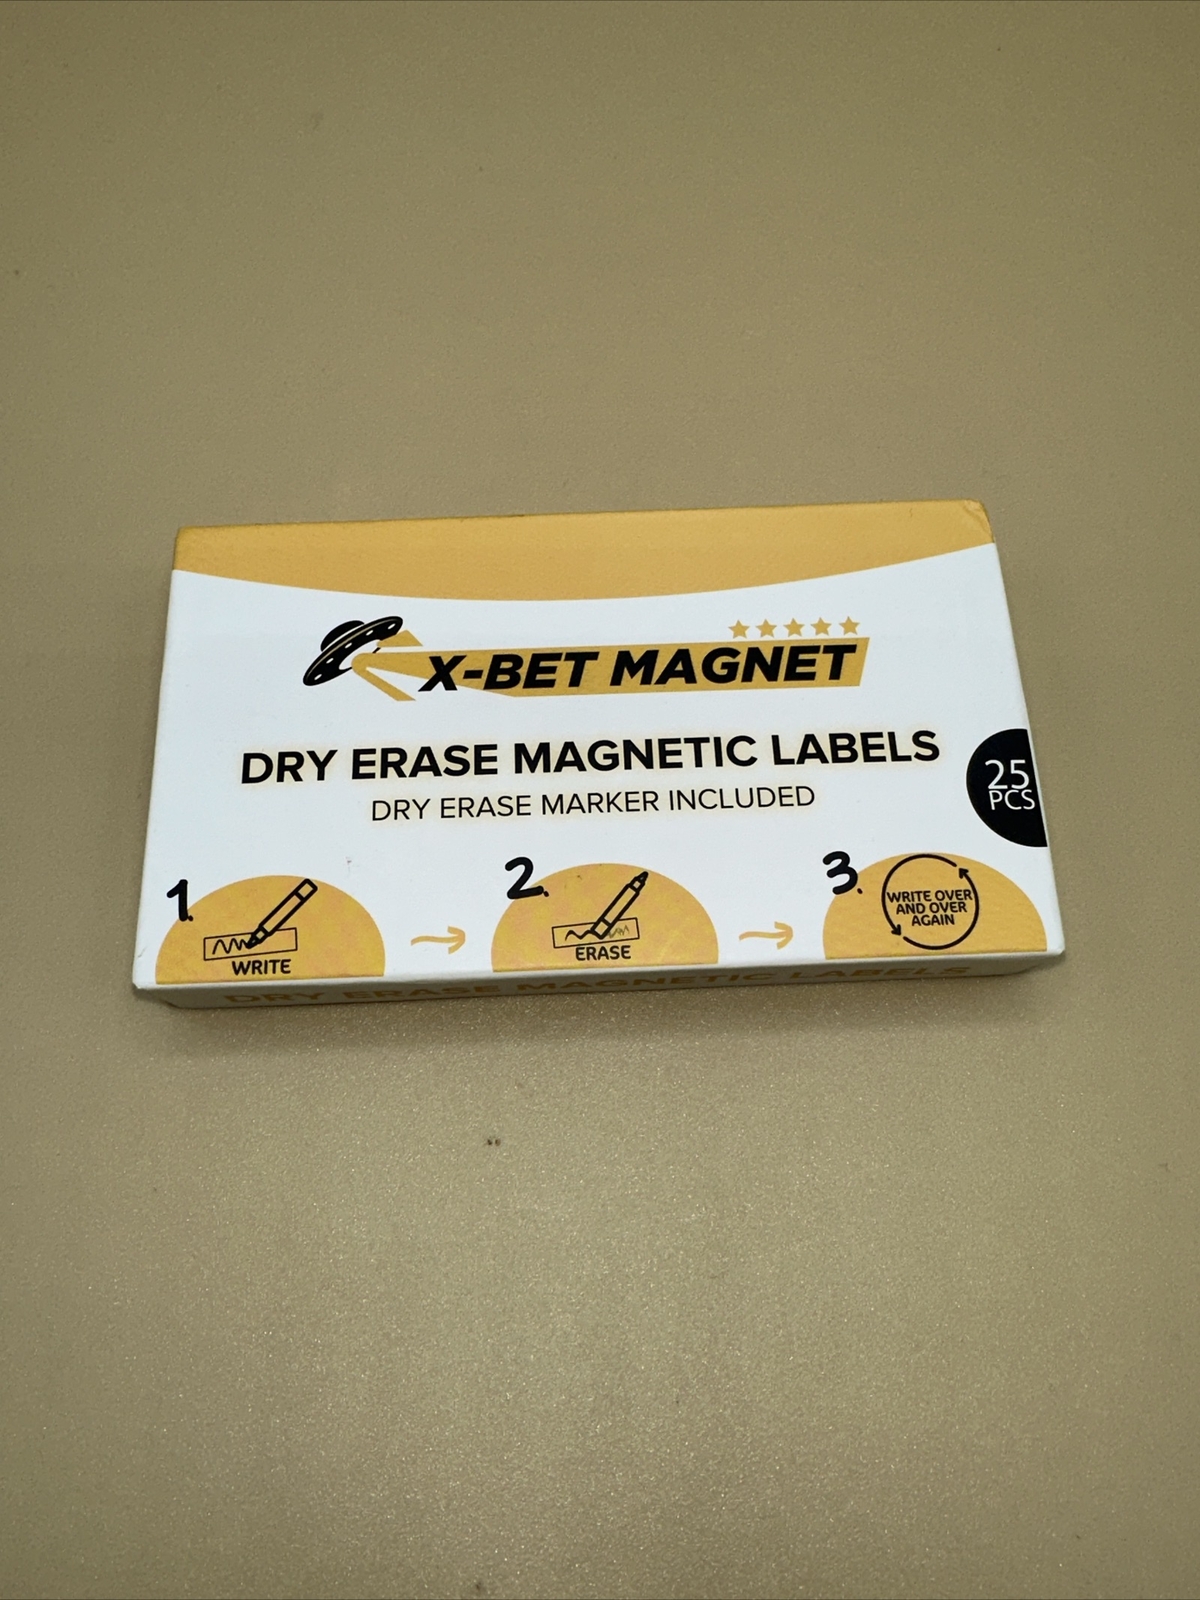 X-BET MAGNET
DRY ERASE MAGNETIC LABELS
DRY ERASE MARKER INCLUDED
25
PCS
1.
WRITE
2.
ERASE
3.
WRITE OVER
AND OVER
AGAIN
DRY ERASE MAGNETIC LABELS